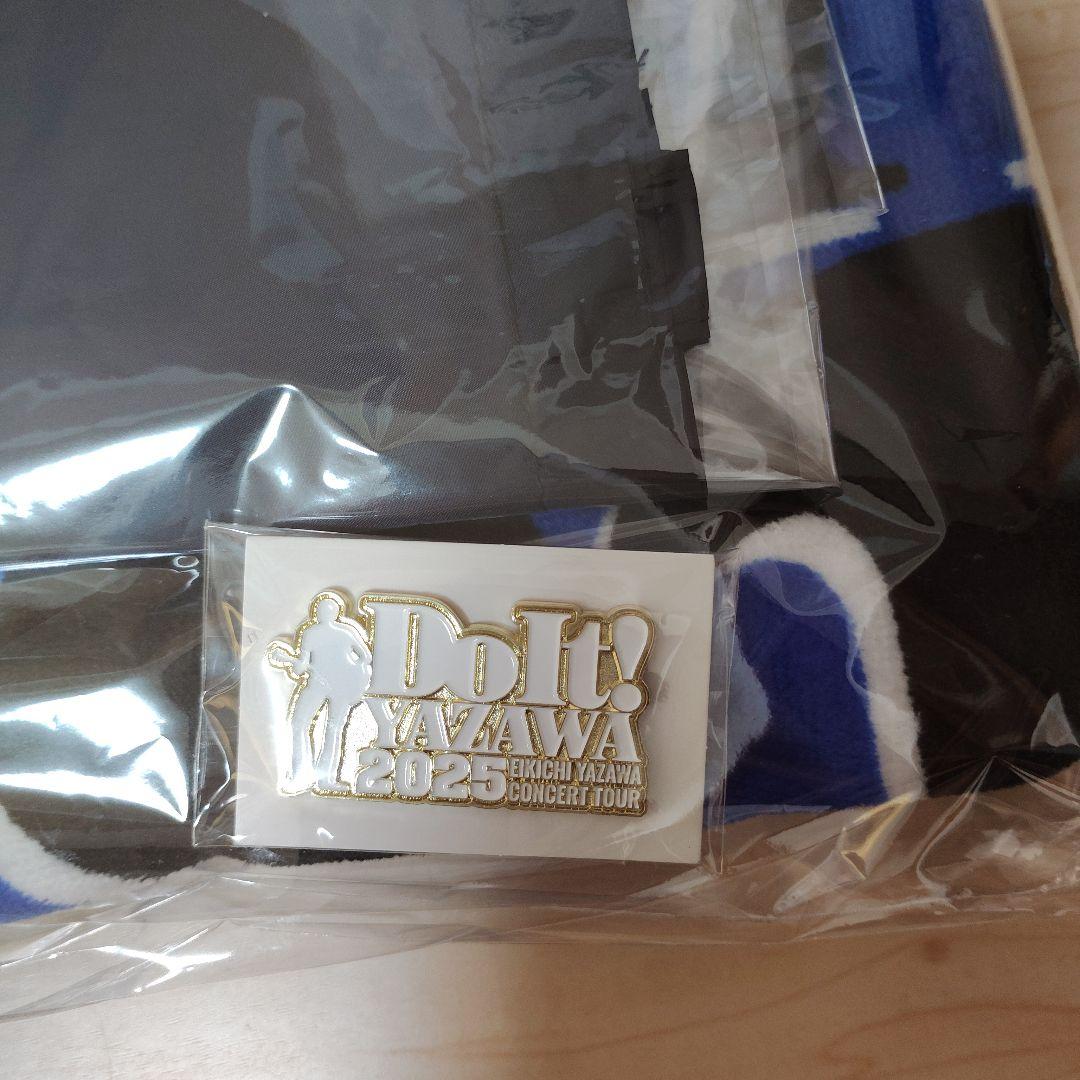 Do It!
YAZAWA
2025 EIKICHI YAZAWA
CONCERT TOUR